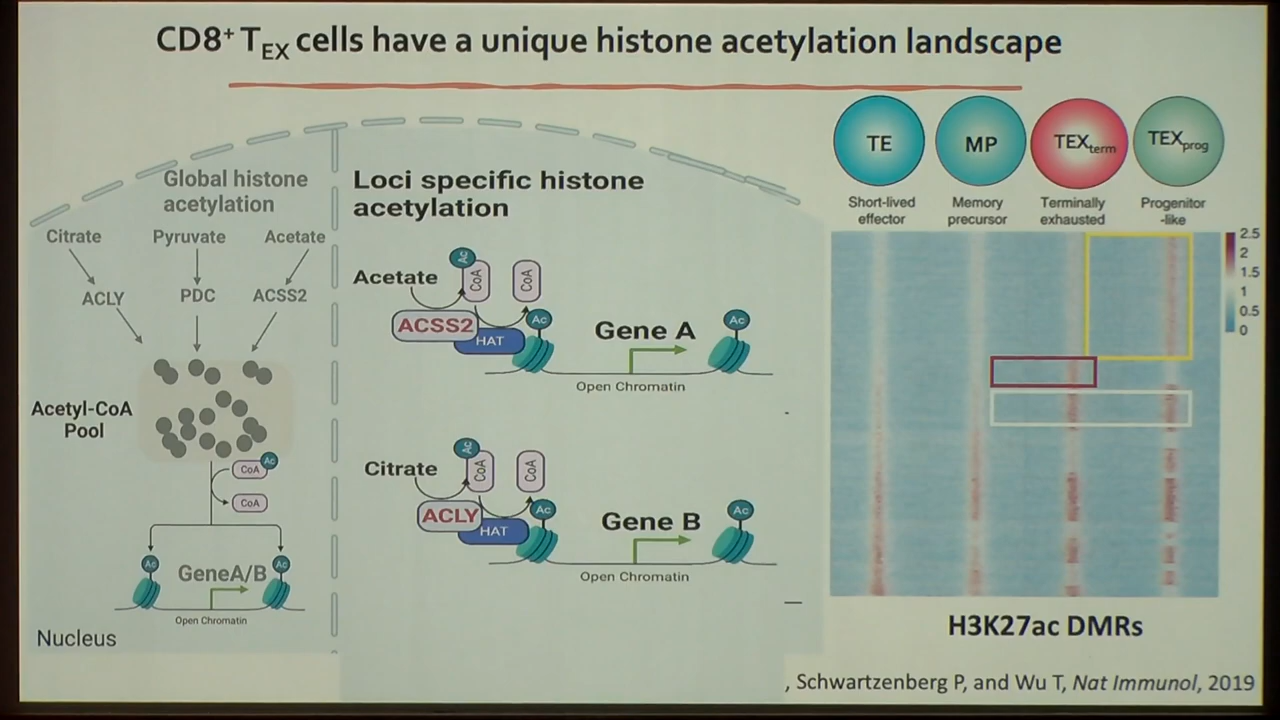 CD8+ TEX cells have a unique histone acetylation landscape
Global histone
acetylation
Citrate
Pyruvate
Acetate
ACLY
PDC
ACSS2
Acetyl-CoA
Pool
CoA
Ac
CoA
Ac
GeneA/B
Ac
Open Chromatin
Nucleus
Loci specific histone
acetylation
Acetate
Ac
CoA
CoA
ACSS2
HAT
Ac
Gene A
Ac
Open Chromatin
Citrate
Ac
CoA
CoA
ACLY
HAT
Ac
Gene B
Ac
Open Chromatin
TE
MP
TEXterm
TEXprog
Short-lived
effector
Memory
precursor
Terminally
exhausted
Progenitor
-like
2.5
2
1.5
1
0.5
0
H3K27ac DMRs
, Schwartzenberg P, and Wu T, Nat Immunol, 2019